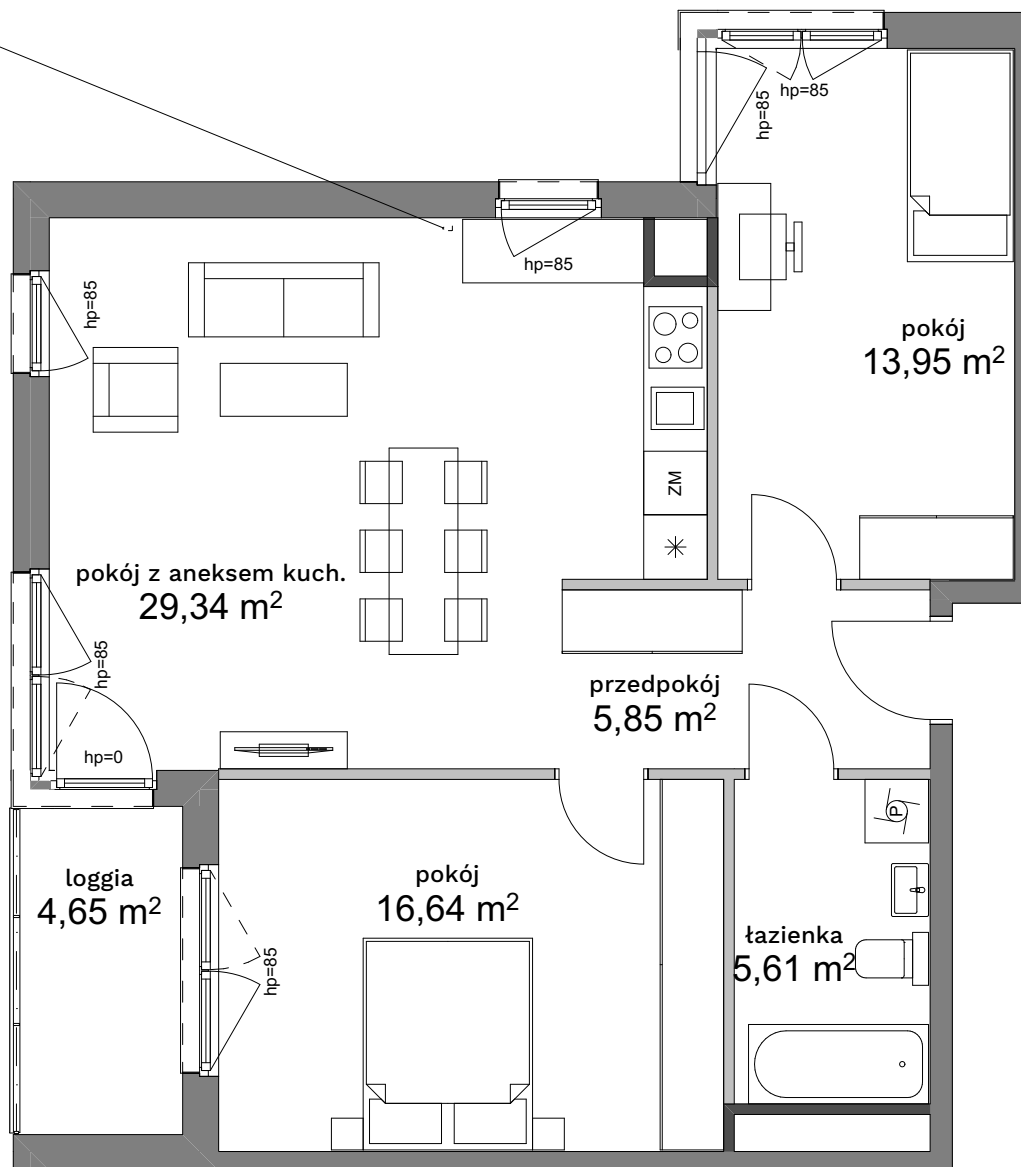 hp=85
hp=85
hp=85
hp=85
pokój
13,95 m²
ZM
pokój z aneksem kuch.
29,34 m²
hp=85
przedpokój
5,85 m²
hp=0
P
loggia
4,65 m²
pokój
16,64 m²
łazienka
5,61 m²
hp=85